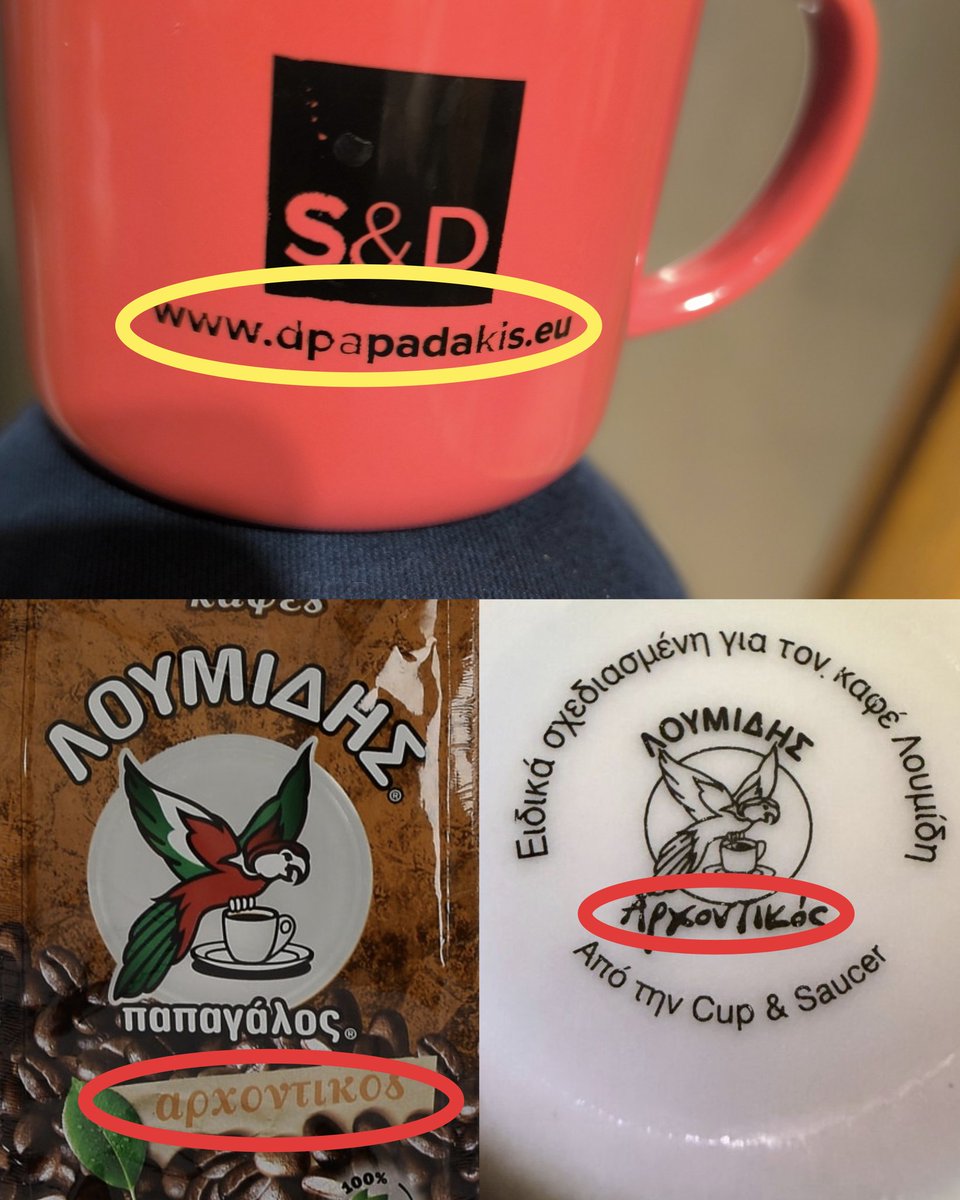 S&D
www.dpapadakis.eu
καφές
ΛΟΥΜΙΔΗΣ
®
παπαγάλος®
αρχοντικος
100%
Ειδικά σχεδιασμένη για τον καφέ Λουμίδη
ΛΟΥΜΙΔΗΣ
Αρχοντικός
Από την Cup & Saucer